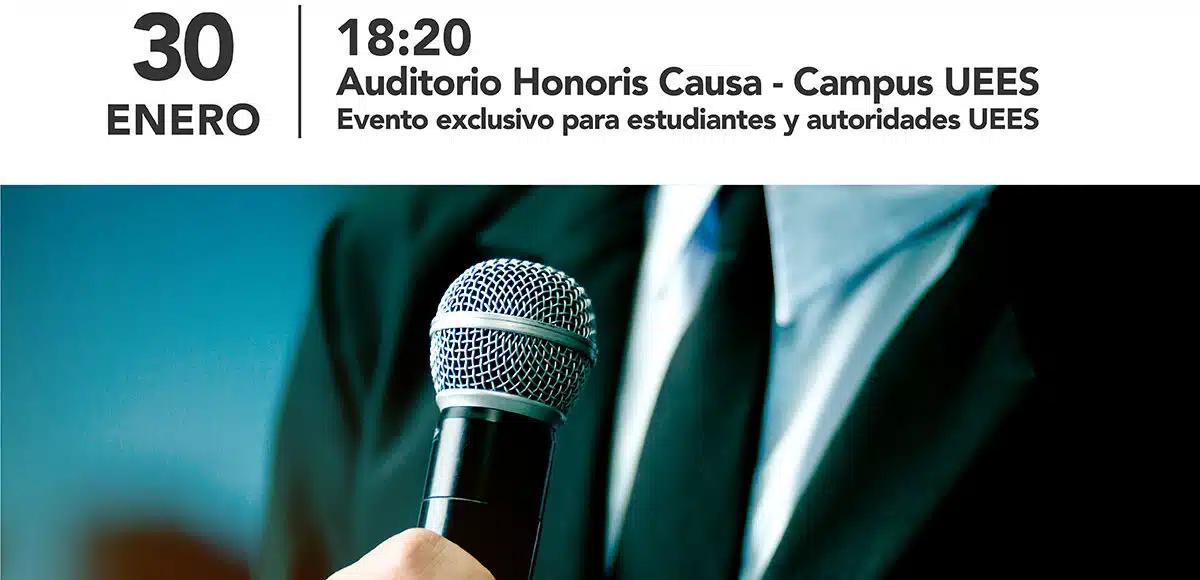 30
ENERO
18:20
Auditorio Honoris Causa - Campus UEES
Evento exclusivo para estudiantes y autoridades UEES